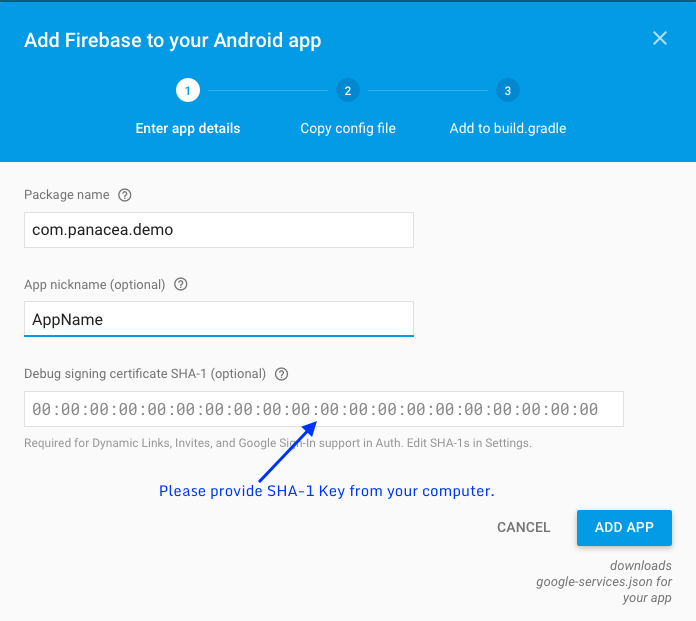 Add Firebase to your Android app
1 2 3
Enter app details Copy config file Add to build.gradle
Package name
com.panacea.demo
App nickname (optional)
AppName
Debug signing certificate SHA-1 (optional)
00:00:00:00:00:00:00:00:00:00:00:00:00:00:00:00:00:00:00:00
Required for Dynamic Links, Invites, and Google Sign-In support in Auth. Edit SHA-1s in Settings.
Please provide SHA-1 Key from your computer.
CANCEL ADD APP
downloads
google-services.json for
your app